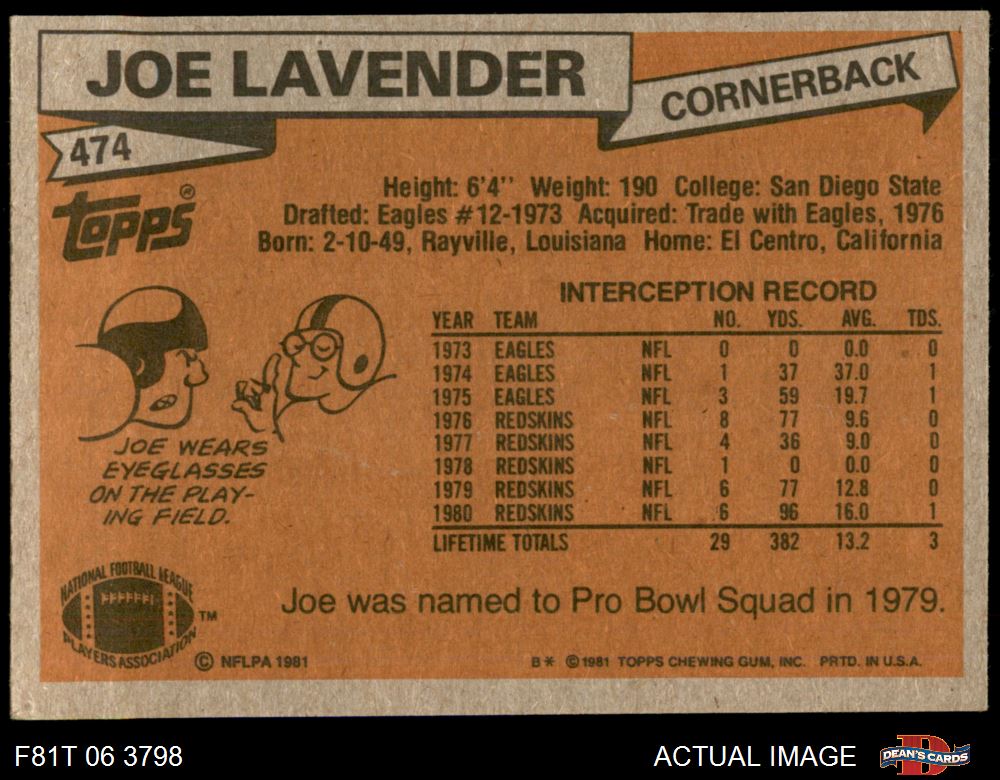 JOE LAVENDER
CORNERBACK
474
TOPPS®
Height: 6'4'' Weight: 190 College: San Diego State
Drafted: Eagles #12-1973 Acquired: Trade with Eagles, 1976
Born: 2-10-49, Rayville, Louisiana Home: El Centro, California
INTERCEPTION RECORD
YEAR TEAM NO. YDS. AVG. TDS.
1973 EAGLES NFL 0 0 0.0 0
1974 EAGLES NFL 1 37 37.0 1
1975 EAGLES NFL 3 59 19.7 1
1976 REDSKINS NFL 8 77 9.6 0
1977 REDSKINS NFL 4 36 9.0 0
1978 REDSKINS NFL 1 0 0.0 0
1979 REDSKINS NFL 6 77 12.8 0
1980 REDSKINS NFL 6 96 16.0 1
LIFETIME TOTALS 29 382 13.2 3
JOE WEARS
EYEGLASSES
ON THE PLAY-
ING FIELD.
Joe was named to Pro Bowl Squad in 1979.
NATIONAL FOOTBALL LEAGUE
PLAYERS ASSOCIATION
TM
© NFLPA 1981
B* © 1981 TOPPS CHEWING GUM, INC. PRTD. IN U.S.A.
F81T 06 3798
ACTUAL IMAGE
DEAN'S CARDS